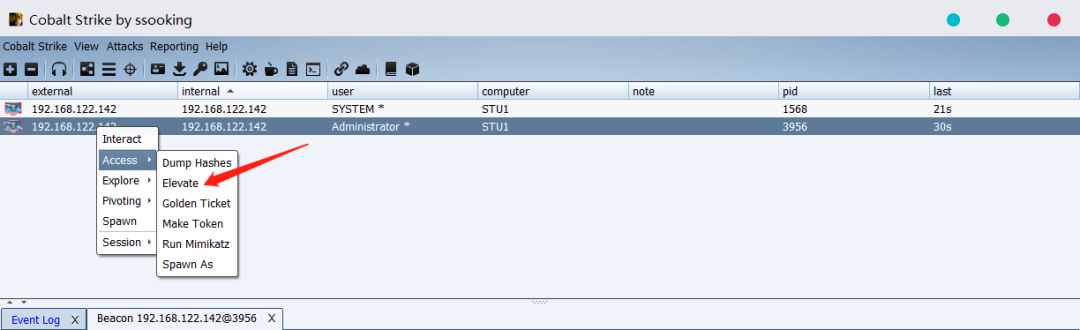 Cobalt Strike by ssooking
Cobalt Strike View Attacks Reporting Help
external internal user computer note pid last
192.168.122.142 192.168.122.142 SYSTEM * STU1 1568 21s
192.168.122.142 192.168.122.142 Administrator * STU1 3956 30s
Interact
Access Dump Hashes
Explore Elevate
Pivoting Golden Ticket
Spawn Make Token
Session Run Mimikatz
Spawn As
Event Log X Beacon 192.168.122.142@3956 X